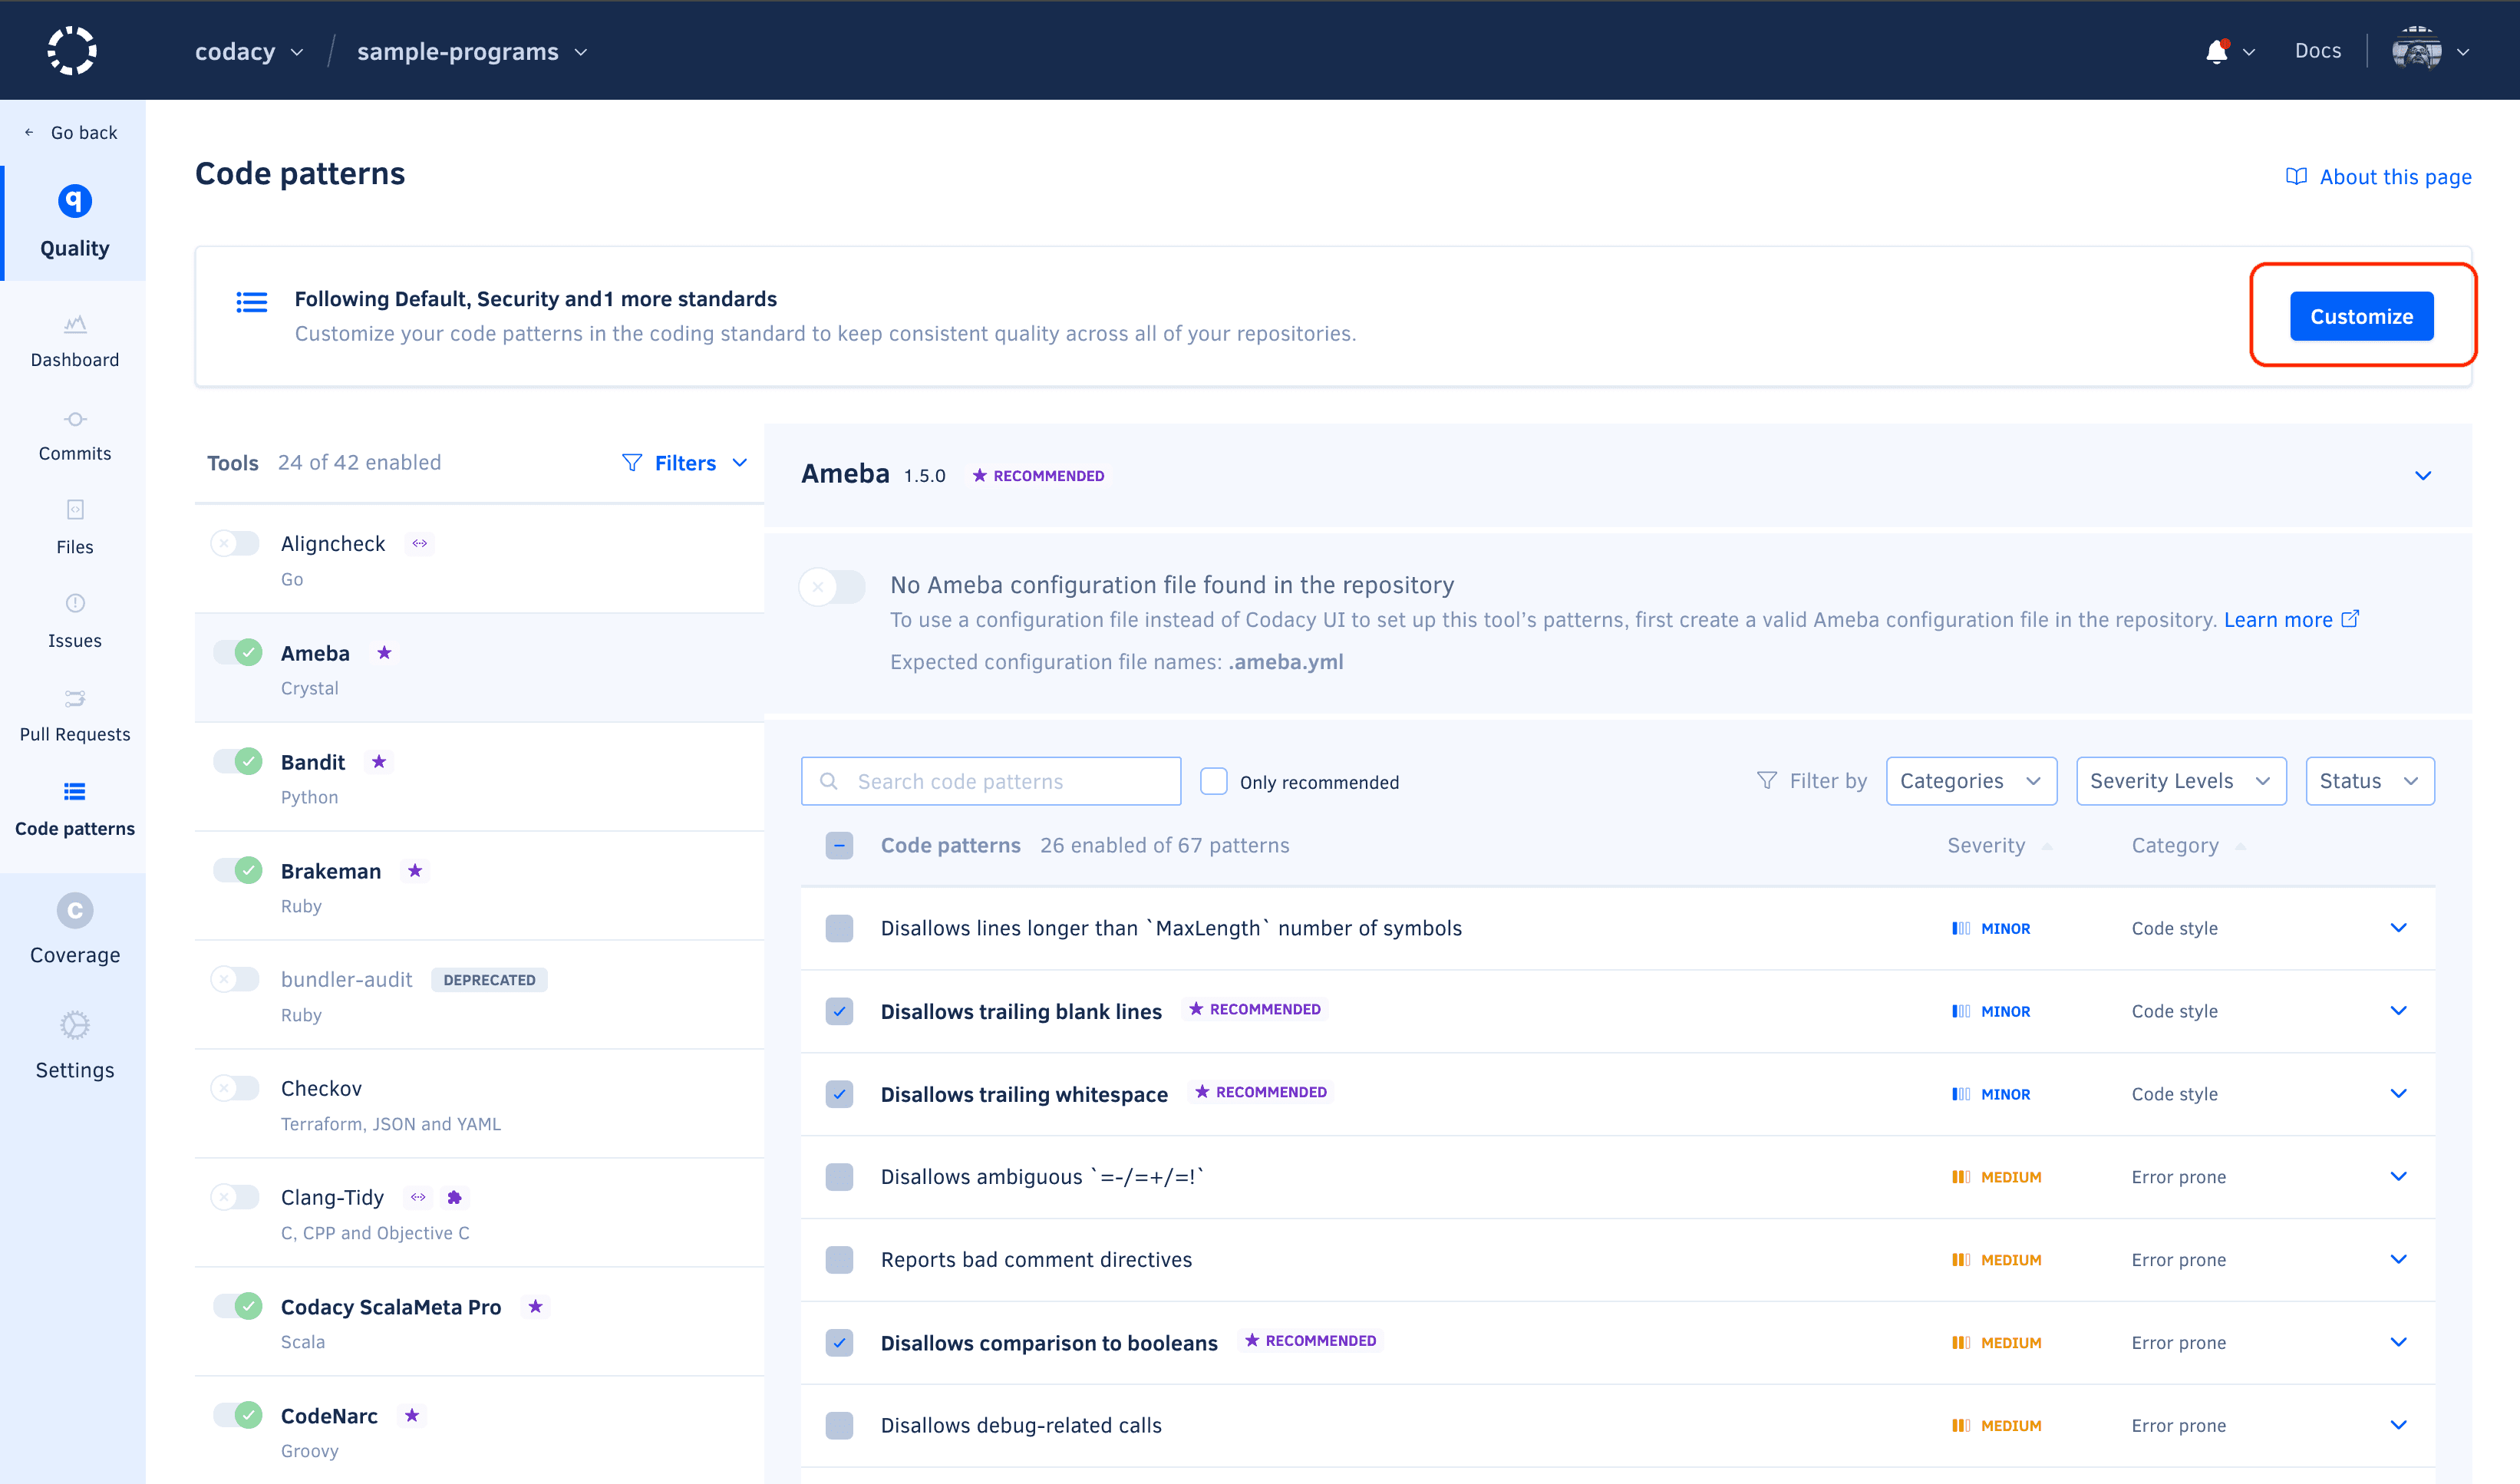 codacy / sample-programs
Docs
Go back
Code patterns
About this page
Quality
Following Default, Security and1 more standards
Customize your code patterns in the coding standard to keep consistent quality across all of your repositories.
Customize
Dashboard
Commits
Files
Issues
Pull Requests
Code patterns
Coverage
Settings
Tools 24 of 42 enabled Filters
Aligncheck
Go
Ameba
Crystal
Bandit
Python
Brakeman
Ruby
bundler-audit DEPRECATED
Ruby
Checkov
Terraform, JSON and YAML
Clang-Tidy
C, CPP and Objective C
Codacy ScalaMeta Pro
Scala
CodeNarc
Groovy
Ameba 1.5.0 RECOMMENDED
No Ameba configuration file found in the repository
To use a configuration file instead of Codacy UI to set up this tool’s patterns, first create a valid Ameba configuration file in the repository. Learn more
Expected configuration file names: .ameba.yml
Search code patterns Only recommended Filter by Categories Severity Levels Status
Code patterns 26 enabled of 67 patterns Severity Category
Disallows lines longer than `MaxLength` number of symbols MINOR Code style
Disallows trailing blank lines RECOMMENDED MINOR Code style
Disallows trailing whitespace RECOMMENDED MINOR Code style
Disallows ambiguous `=-/=+/=!` MEDIUM Error prone
Reports bad comment directives MEDIUM Error prone
Disallows comparison to booleans RECOMMENDED MEDIUM Error prone
Disallows debug-related calls MEDIUM Error prone